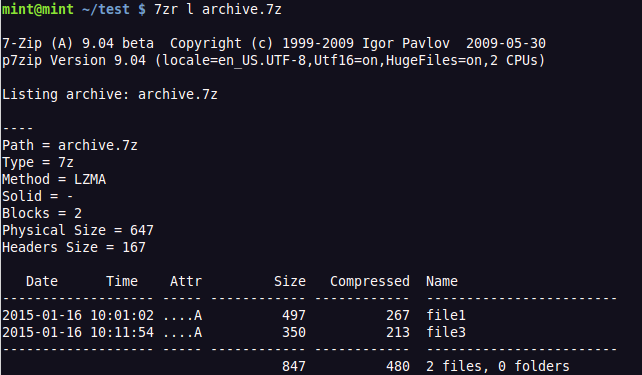 mint@mint ~/test $ 7zr l archive.7z
7-Zip (A) 9.04 beta  Copyright (c) 1999-2009 Igor Pavlov  2009-05-30
p7zip Version 9.04 (locale=en_US.UTF-8,Utf16=on,HugeFiles=on,2 CPUs)
Listing archive: archive.7z
----
Path = archive.7z
Type = 7z
Method = LZMA
Solid = -
Blocks = 2
Physical Size = 647
Headers Size = 167
   Date      Time    Attr         Size   Compressed  Name
------------------- ----- ------------ ------------  ------------------------
2015-01-16 10:01:02 ....A          497          267  file1
2015-01-16 10:11:54 ....A          350          213  file3
------------------- ----- ------------ ------------  ------------------------
                                   847          480  2 files, 0 folders